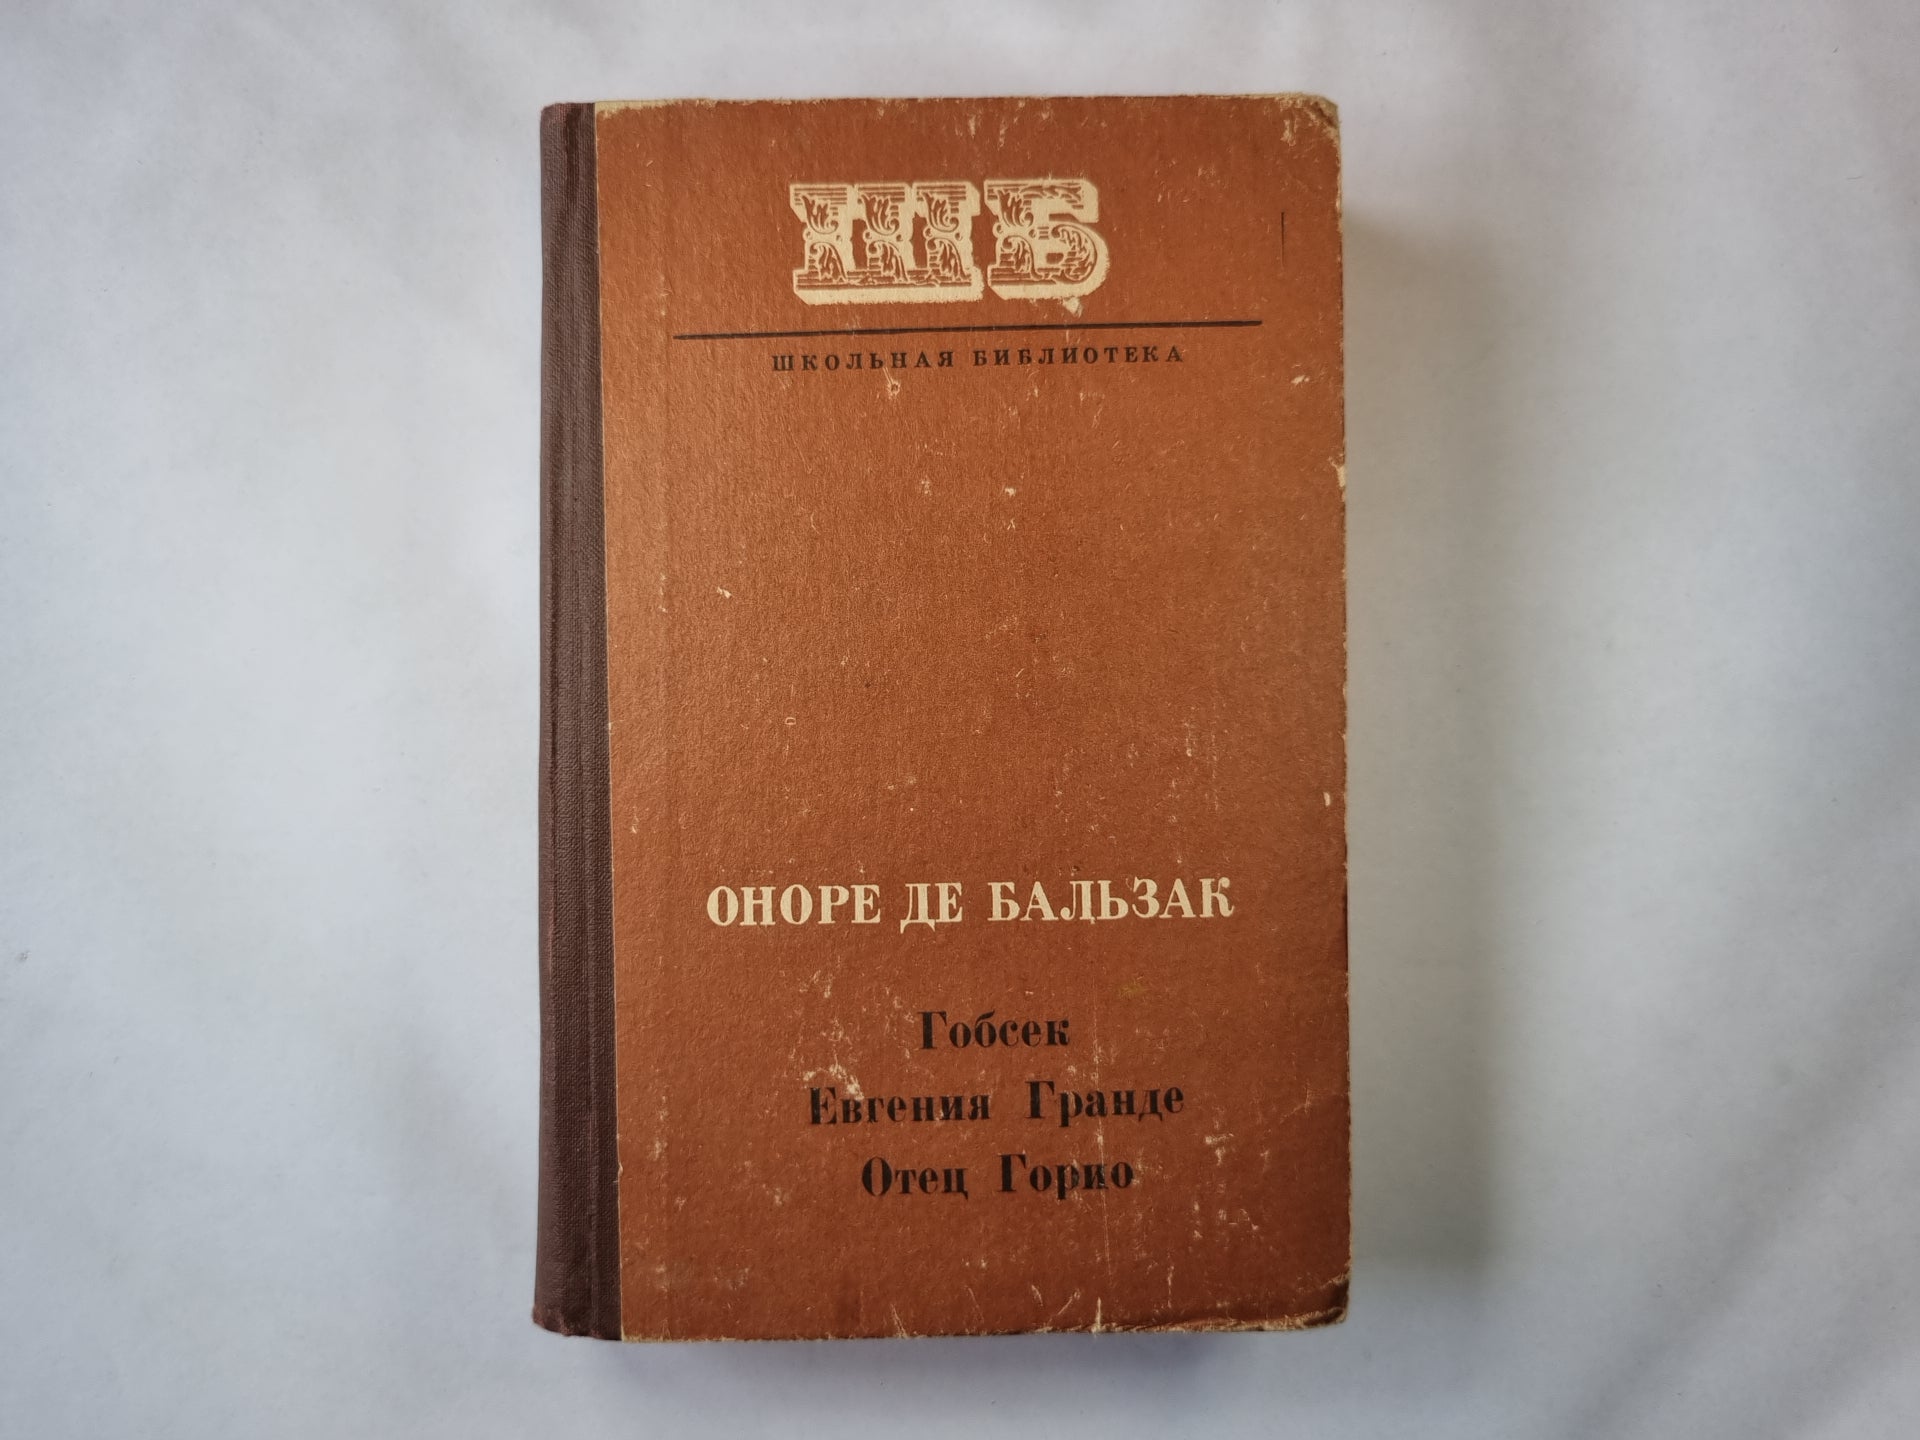 ШБ
ШКОЛЬНАЯ БИБЛИОТЕКА
ОНОРЕ ДЕ БАЛЬЗАК
Гобсек
Евгения Гранде
Отец Горио